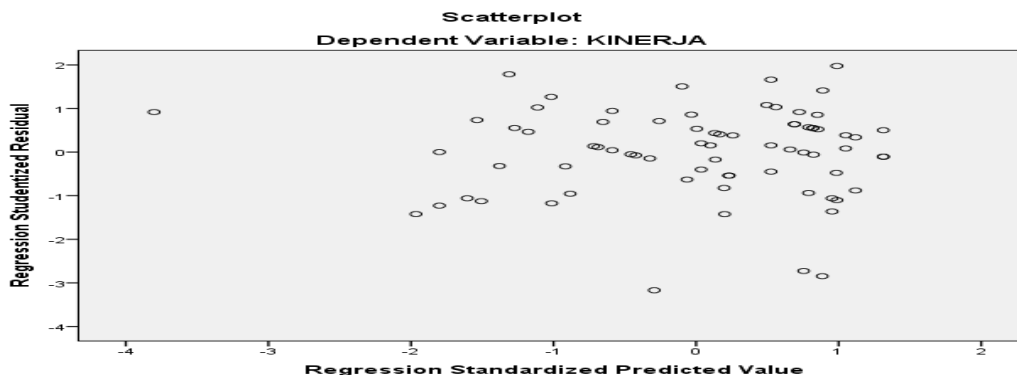 Scatterplot
Dependent Variable: KINERJA
Regression Studentized Residual
2
1
0
-1
-2
-3
-4
-4 -3 -2 -1 0 1 2
Regression Standardized Predicted Value